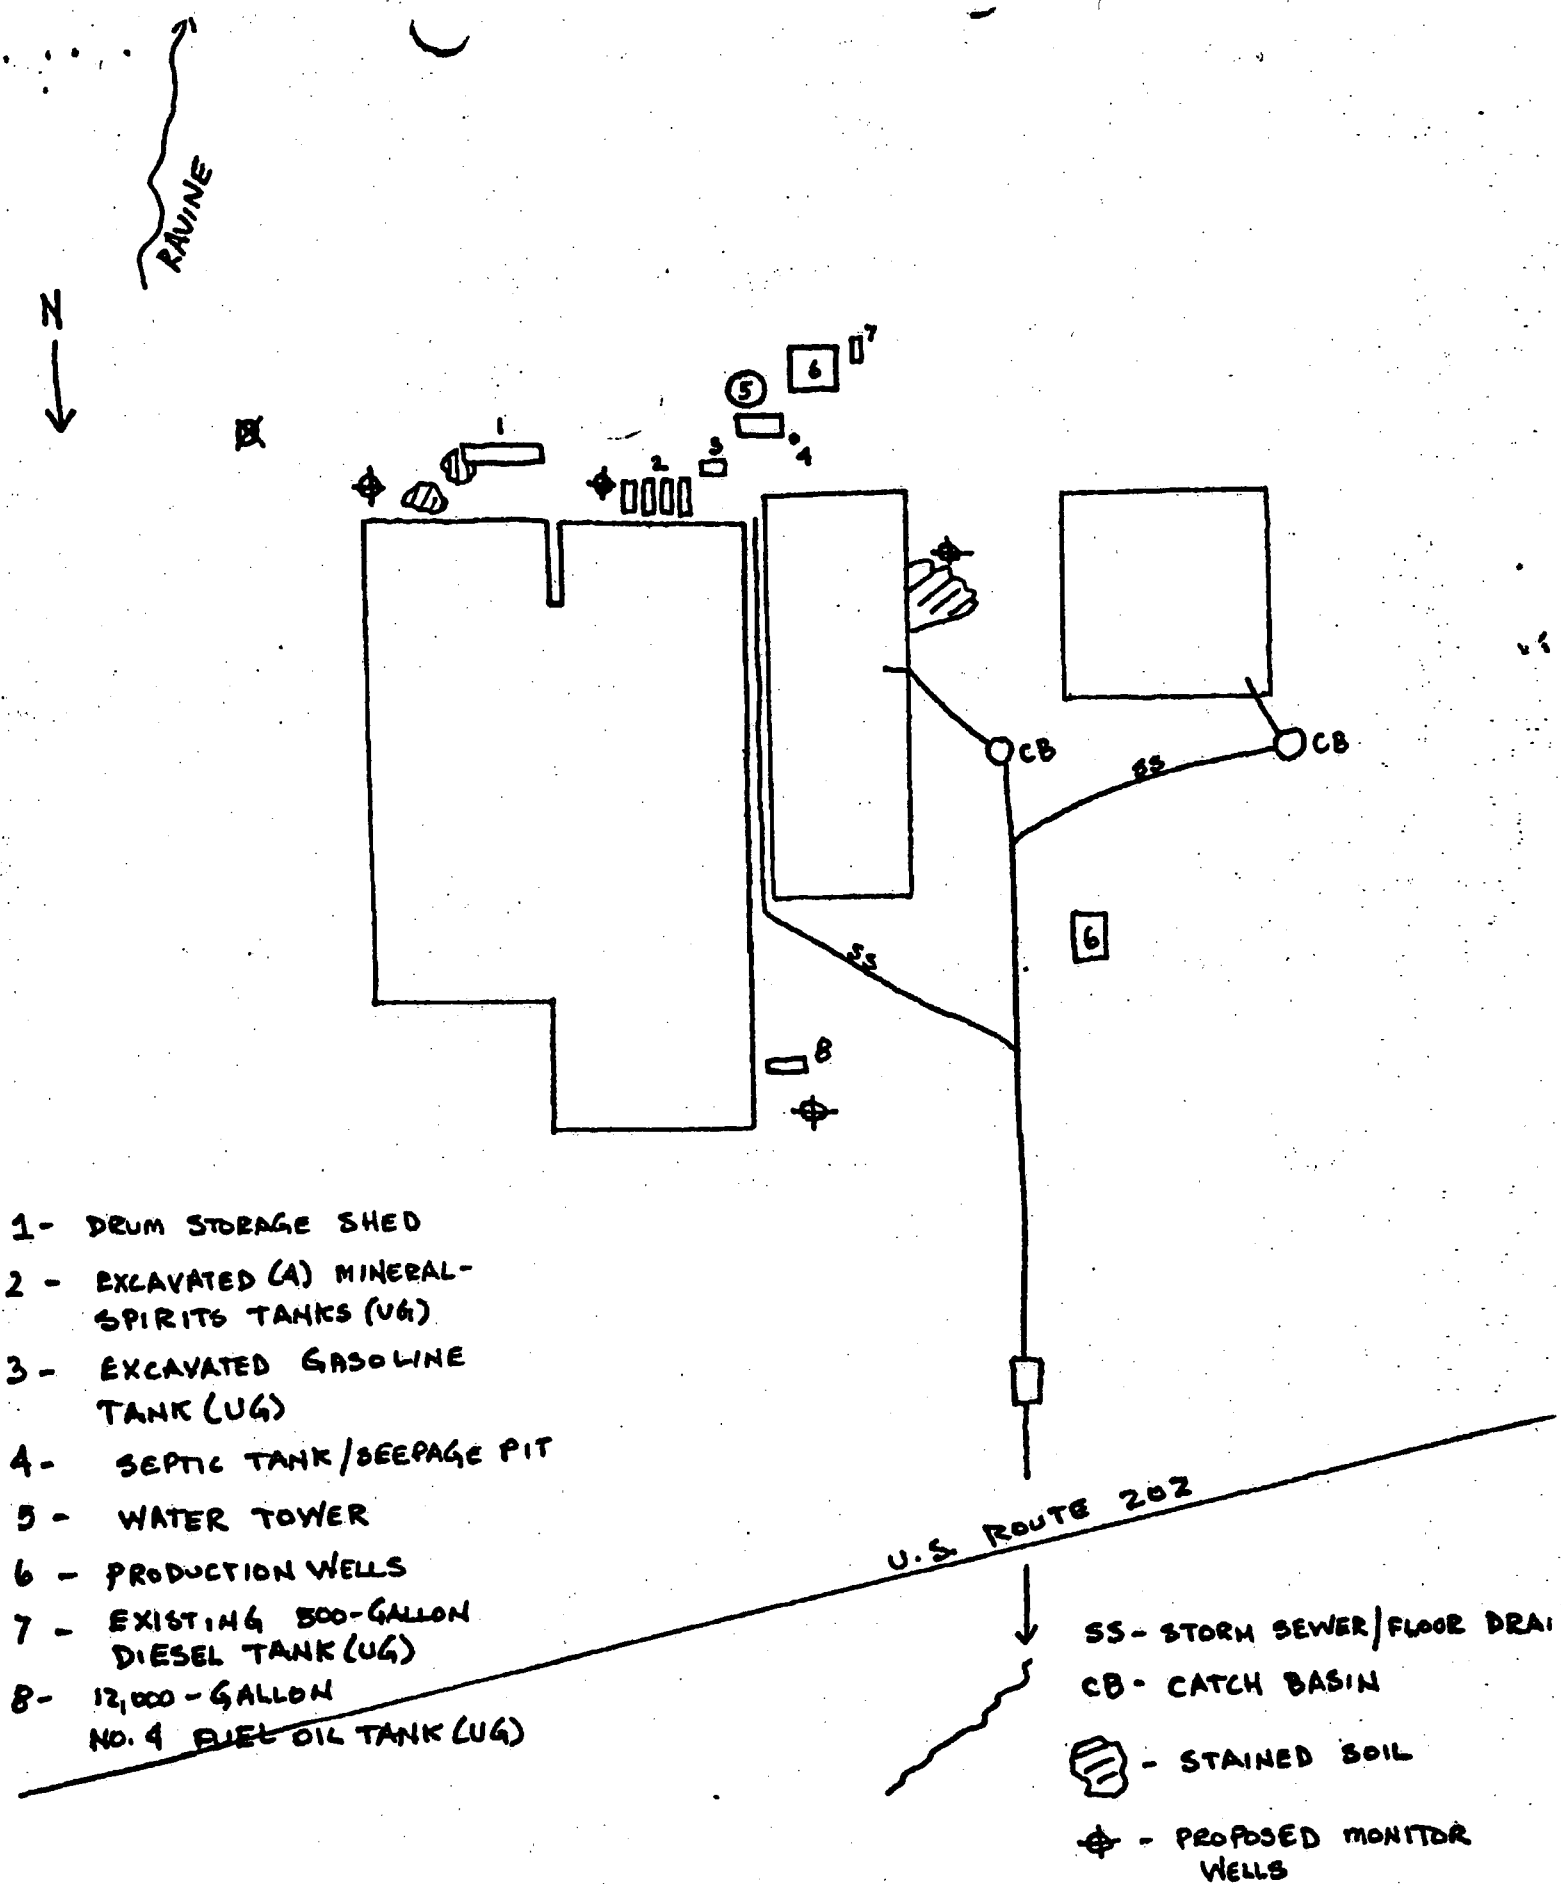 RAVINE
N
7
6
5
1
4
3
2
CB
CB
SS
6
SS
8
1- DRUM STORAGE SHED
2 - EXCAVATED (4) MINERAL-
SPIRITS TANKS (UG)
3- EXCAVATED GASOLINE
TANK (UG)
4- SEPTIC TANK/SEEPAGE PIT
5 - WATER TOWER
6 - PRODUCTION WELLS
7 - EXISTING 500-GALLON
DIESEL TANK (UG)
8- 12,000-GALLON
NO. 4 FUEL OIL TANK (UG)
U.S. ROUTE 202
SS- STORM SEWER/FLOOR DRAI
CB- CATCH BASIN
- STAINED SOIL
- PROPOSED MONITOR
WELLS